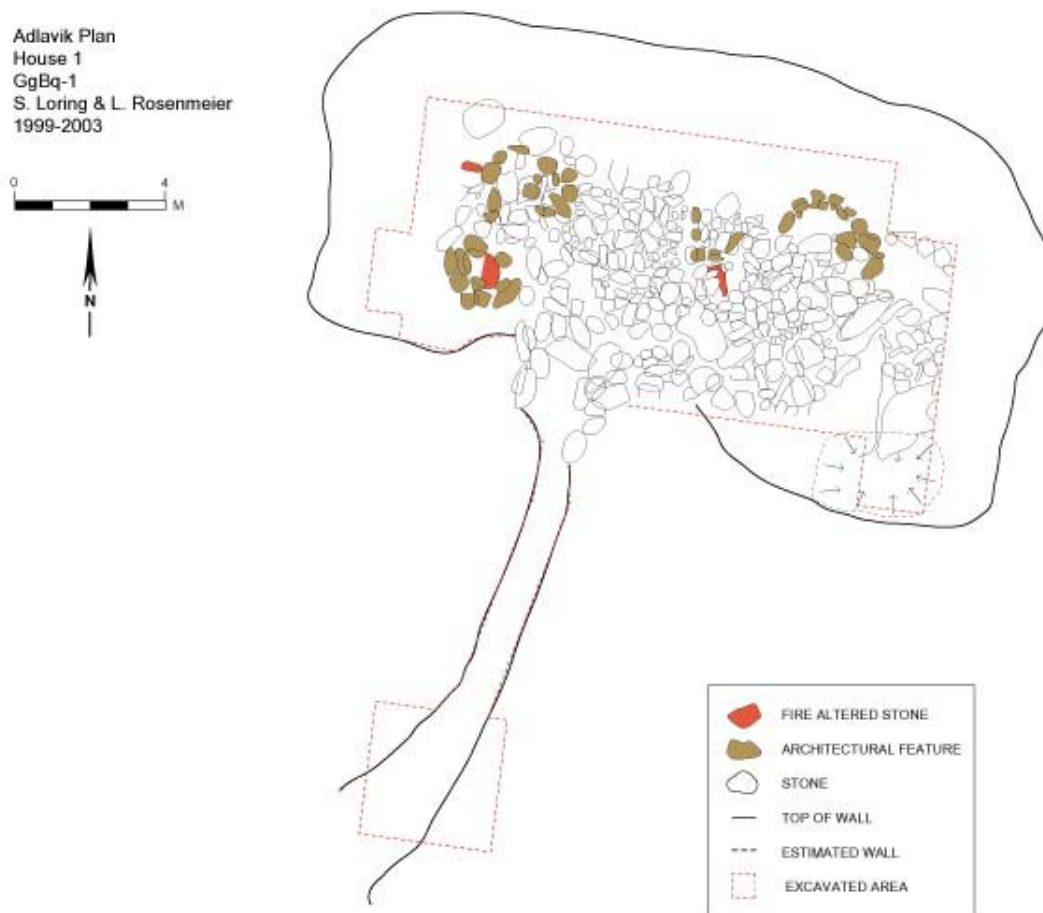 Adlavik Plan
House 1
GgBq-1
S. Loring & L. Rosenmeier
1999-2003
0 4
M
N
FIRE ALTERED STONE
ARCHITECTURAL FEATURE
STONE
TOP OF WALL
ESTIMATED WALL
EXCAVATED AREA